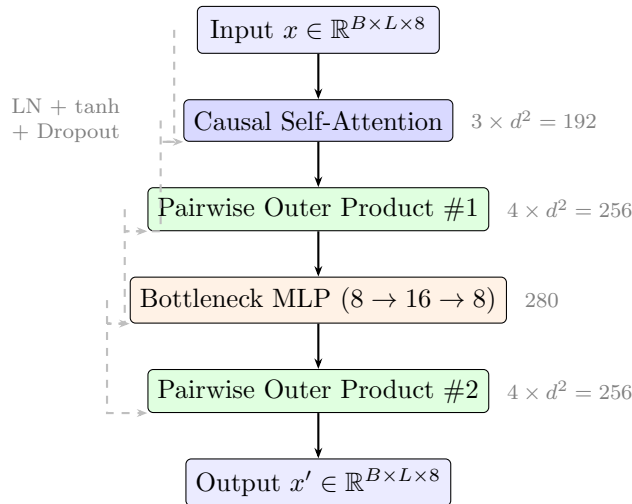 Input x ∈ ℝ^{B×L×8}
LN + tanh
+ Dropout
Causal Self-Attention
3 × d² = 192
Pairwise Outer Product #1
4 × d² = 256
Bottleneck MLP (8 → 16 → 8)
280
Pairwise Outer Product #2
4 × d² = 256
Output x′ ∈ ℝ^{B×L×8}